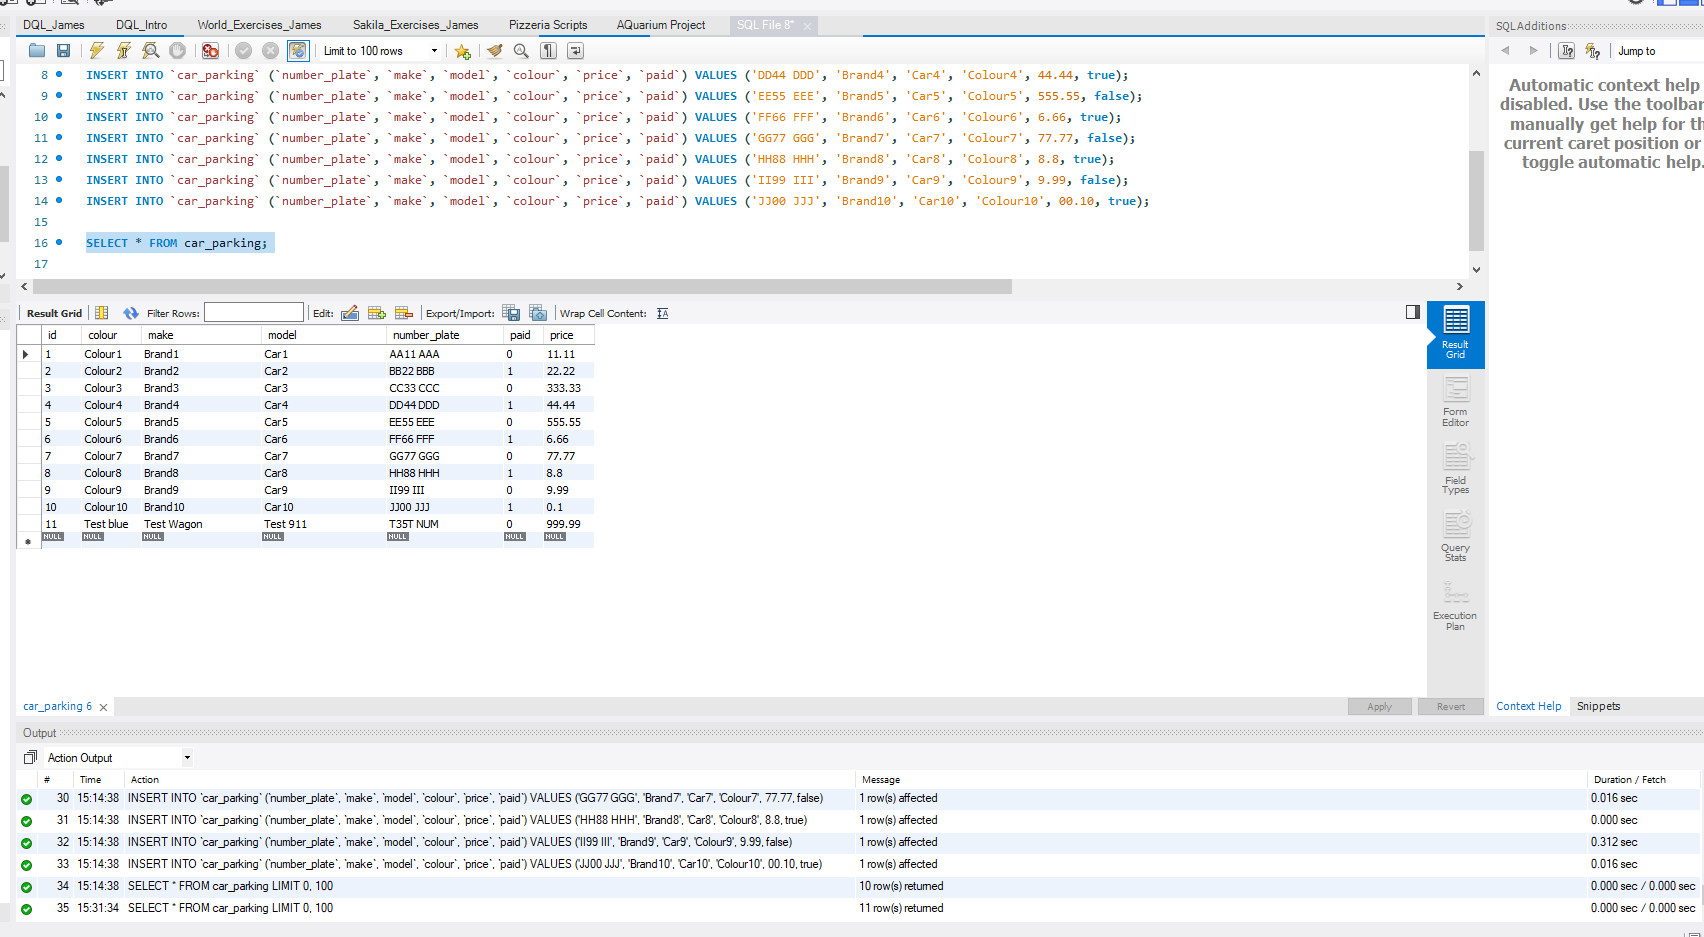 DQL_James DQL_Intro World_Exercises_James Sakila_Exercises_James Pizzeria Scripts AQuarium Project SQL File 8* SQLAdditions
Limit to 100 rows Jump to
8 INSERT INTO `car_parking` (`number_plate`, `make`, `model`, `colour`, `price`, `paid`) VALUES ('DD44 DDD', 'Brand4', 'Car4', 'Colour4', 44.44, true);
9 INSERT INTO `car_parking` (`number_plate`, `make`, `model`, `colour`, `price`, `paid`) VALUES ('EE55 EEE', 'Brand5', 'Car5', 'Colour5', 555.55, false);
10 INSERT INTO `car_parking` (`number_plate`, `make`, `model`, `colour`, `price`, `paid`) VALUES ('FF66 FFF', 'Brand6', 'Car6', 'Colour6', 6.66, true);
11 INSERT INTO `car_parking` (`number_plate`, `make`, `model`, `colour`, `price`, `paid`) VALUES ('GG77 GGG', 'Brand7', 'Car7', 'Colour7', 77.77, false);
12 INSERT INTO `car_parking` (`number_plate`, `make`, `model`, `colour`, `price`, `paid`) VALUES ('HH88 HHH', 'Brand8', 'Car8', 'Colour8', 8.8, true);
13 INSERT INTO `car_parking` (`number_plate`, `make`, `model`, `colour`, `price`, `paid`) VALUES ('II99 III', 'Brand9', 'Car9', 'Colour9', 9.99, false);
14 INSERT INTO `car_parking` (`number_plate`, `make`, `model`, `colour`, `price`, `paid`) VALUES ('JJ00 JJJ', 'Brand10', 'Car10', 'Colour10', 00.10, true);
15
16 SELECT * FROM car_parking;
17
Automatic context help
disabled. Use the toolbar
manually get help for th
current caret position or
toggle automatic help.
Result Grid Filter Rows: Edit: Export/Import: Wrap Cell Content:
id colour make model number_plate paid price
1 Colour1 Brand1 Car1 AA11 AAA 0 11.11
2 Colour2 Brand2 Car2 BB22 BBB 1 22.22
3 Colour3 Brand3 Car3 CC33 CCC 0 333.33
4 Colour4 Brand4 Car4 DD44 DDD 1 44.44
5 Colour5 Brand5 Car5 EE55 EEE 0 555.55
6 Colour6 Brand6 Car6 FF66 FFF 1 6.66
7 Colour7 Brand7 Car7 GG77 GGG 0 77.77
8 Colour8 Brand8 Car8 HH88 HHH 1 8.8
9 Colour9 Brand9 Car9 II99 III 0 9.99
10 Colour10 Brand10 Car10 JJ00 JJJ 1 0.1
11 Test blue Test Wagon Test 911 T35T NUM 0 999.99
NULL NULL NULL NULL NULL NULL NULL
Result
Grid
Form
Editor
Field
Types
Query
Stats
Execution
Plan
car_parking 6 Apply Revert Context Help Snippets
Output
Action Output
# Time Action Message Duration / Fetch
30 15:14:38 INSERT INTO `car_parking` (`number_plate`, `make`, `model`, `colour`, `price`, `paid`) VALUES ('GG77 GGG', 'Brand7', 'Car7', 'Colour7', 77.77, false) 1 row(s) affected 0.016 sec
31 15:14:38 INSERT INTO `car_parking` (`number_plate`, `make`, `model`, `colour`, `price`, `paid`) VALUES ('HH88 HHH', 'Brand8', 'Car8', 'Colour8', 8.8, true) 1 row(s) affected 0.000 sec
32 15:14:38 INSERT INTO `car_parking` (`number_plate`, `make`, `model`, `colour`, `price`, `paid`) VALUES ('II99 III', 'Brand9', 'Car9', 'Colour9', 9.99, false) 1 row(s) affected 0.312 sec
33 15:14:38 INSERT INTO `car_parking` (`number_plate`, `make`, `model`, `colour`, `price`, `paid`) VALUES ('JJ00 JJJ', 'Brand10', 'Car10', 'Colour10', 00.10, true) 1 row(s) affected 0.016 sec
34 15:14:38 SELECT * FROM car_parking LIMIT 0, 100 10 row(s) returned 0.000 sec / 0.000 sec
35 15:31:34 SELECT * FROM car_parking LIMIT 0, 100 11 row(s) returned 0.000 sec / 0.000 sec